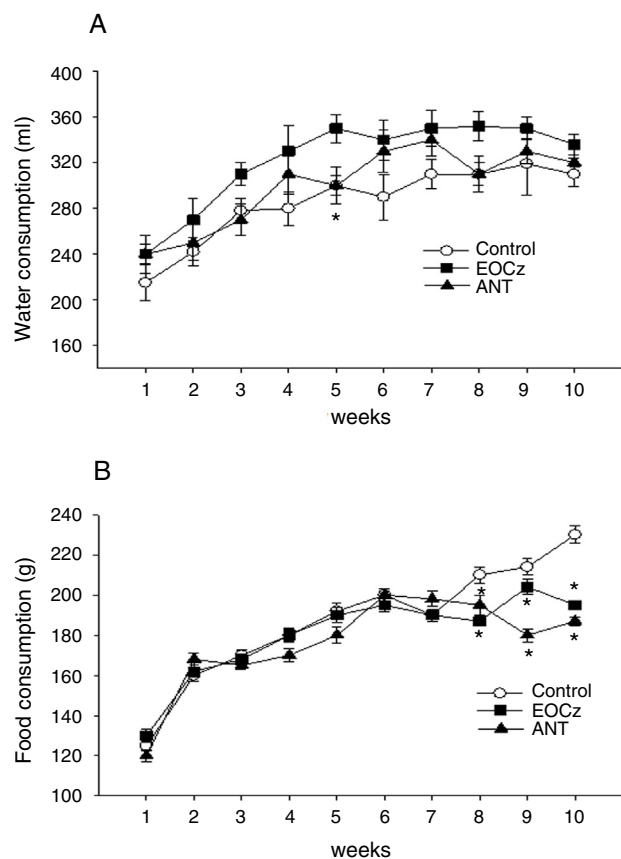 A
Water consumption (ml)
400
360
320
280
240
200
160
*
Control
EOCz
ANT
1 2 3 4 5 6 7 8 9 10
weeks
B
Food consumption (g)
240
220
200
180
160
140
120
100
* * *
* * *
Control
EOCz
ANT
1 2 3 4 5 6 7 8 9 10
weeks